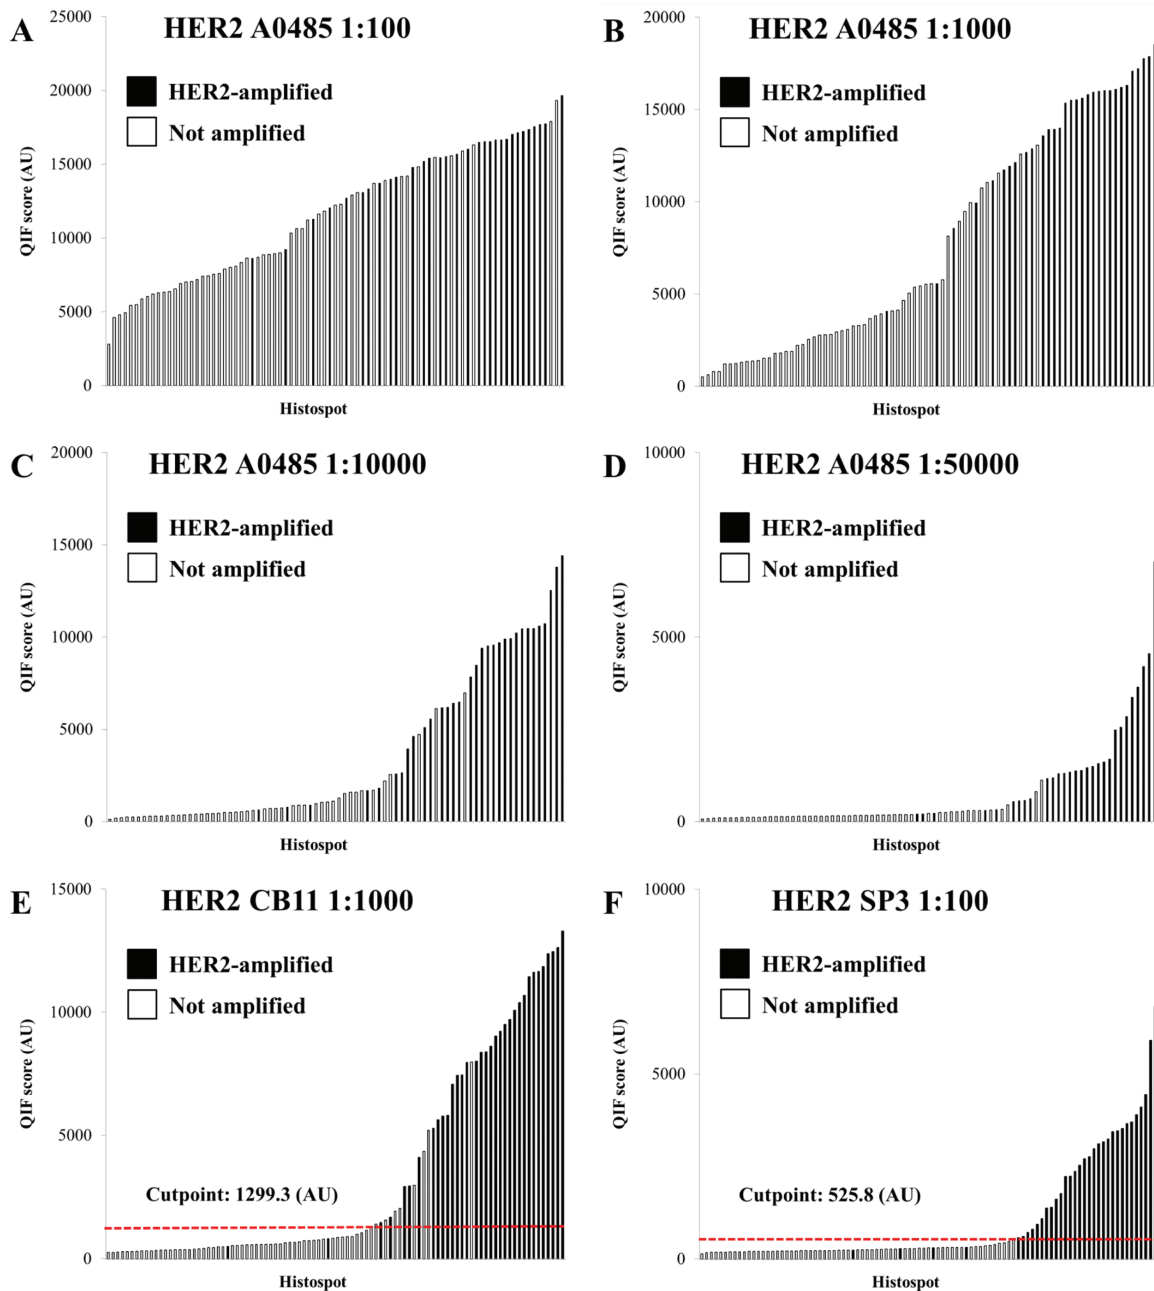 A
HER2 A0485 1:100
HER2-amplified
Not amplified
QIF score (AU)
25000
20000
15000
10000
5000
0
Histospot
B
HER2 A0485 1:1000
HER2-amplified
Not amplified
QIF score (AU)
20000
15000
10000
5000
0
Histospot
C
HER2 A0485 1:10000
HER2-amplified
Not amplified
QIF score (AU)
20000
15000
10000
5000
0
Histospot
D
HER2 A0485 1:50000
HER2-amplified
Not amplified
QIF score (AU)
10000
5000
0
Histospot
E
HER2 CB11 1:1000
HER2-amplified
Not amplified
QIF score (AU)
15000
10000
5000
0
Cutpoint: 1299.3 (AU)
Histospot
F
HER2 SP3 1:100
HER2-amplified
Not amplified
QIF score (AU)
10000
5000
0
Cutpoint: 525.8 (AU)
Histospot